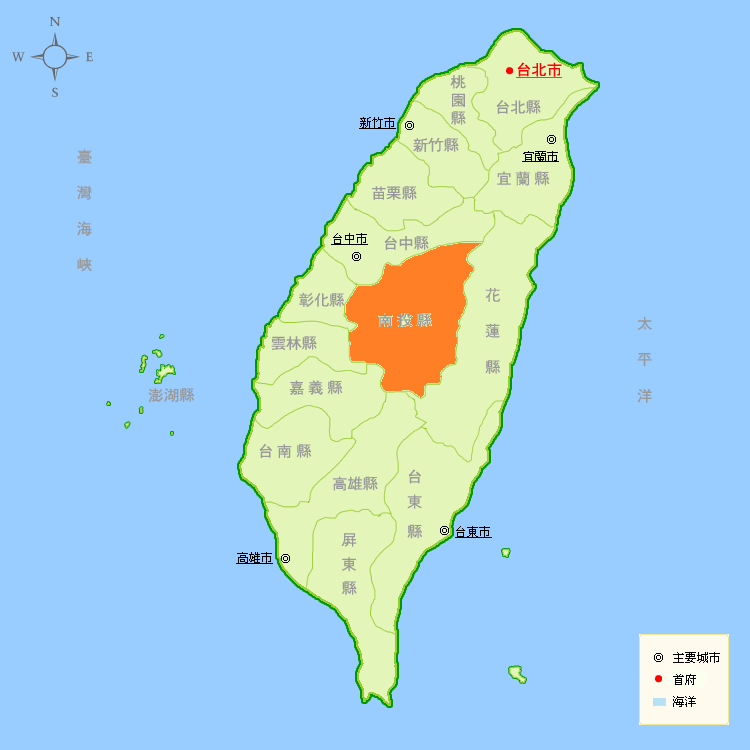 N
W E
S
台北市
桃園縣
台北縣
新竹市
新竹縣
宜蘭市
宜蘭縣
臺灣海峽
苗栗縣
台中市
台中縣
彰化縣
花蓮縣
南投縣
太平洋
雲林縣
嘉義縣
澎湖縣
台南縣
高雄縣
台東縣
台東市
屏東縣
高雄市
主要城市
首府
海洋